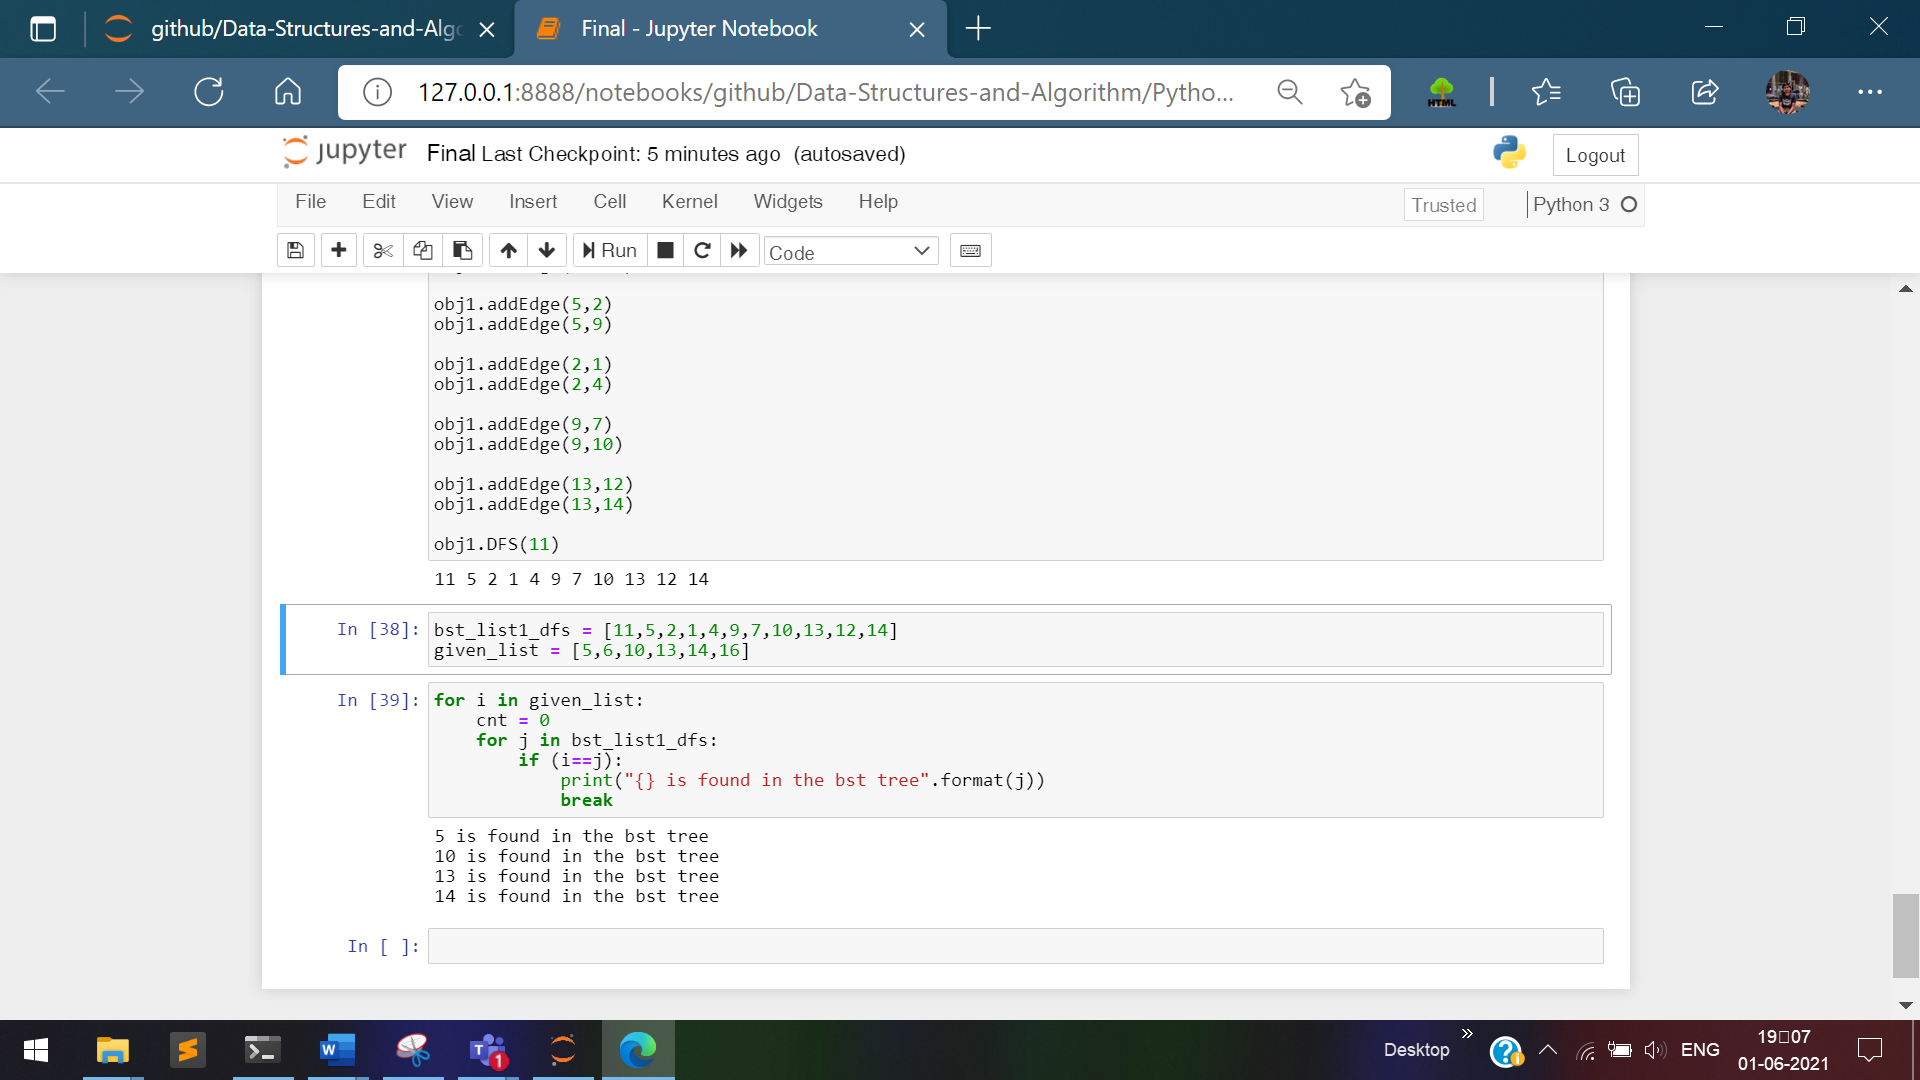 github/Data-Structures-and-Algo
Final - Jupyter Notebook
127.0.0.1:8888/notebooks/github/Data-Structures-and-Algorithm/Pytho...
HTML
jupyter Final Last Checkpoint: 5 minutes ago (autosaved)
Logout
File Edit View Insert Cell Kernel Widgets Help
Trusted
Python 3
Run
Code
obj1.addEdge(5,2)
obj1.addEdge(5,9)
obj1.addEdge(2,1)
obj1.addEdge(2,4)
obj1.addEdge(9,7)
obj1.addEdge(9,10)
obj1.addEdge(13,12)
obj1.addEdge(13,14)
obj1.DFS(11)
11 5 2 1 4 9 7 10 13 12 14
In [38]: bst_list1_dfs = [11,5,2,1,4,9,7,10,13,12,14]
given_list = [5,6,10,13,14,16]
In [39]: for i in given_list:
cnt = 0
for j in bst_list1_dfs:
if (i==j):
print("{} is found in the bst tree".format(j))
break
5 is found in the bst tree
10 is found in the bst tree
13 is found in the bst tree
14 is found in the bst tree
In [ ]:
Desktop
ENG
19▯07
01-06-2021